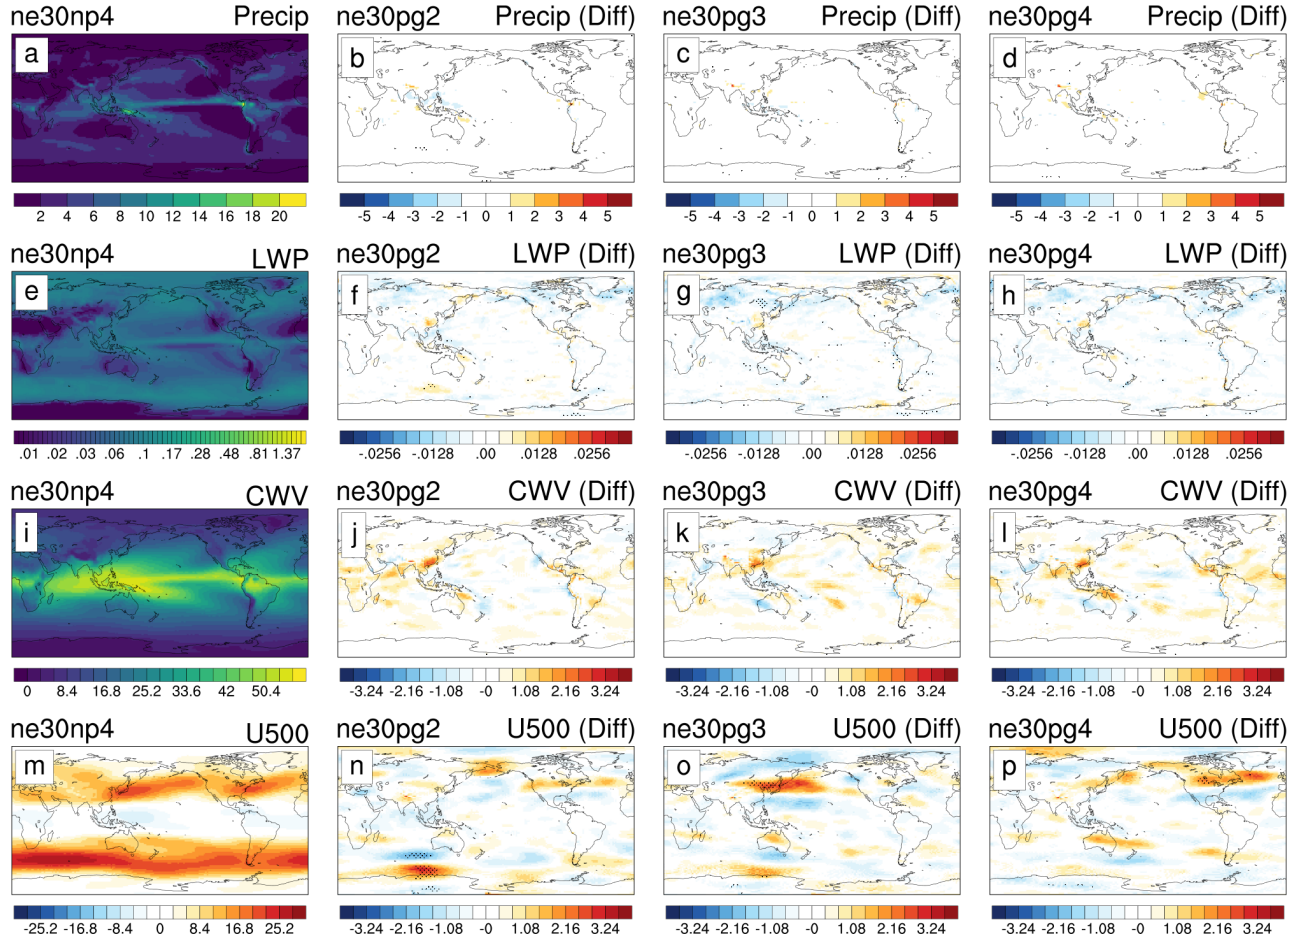 ne30np4 Precip ne30pg2 Precip (Diff) ne30pg3 Precip (Diff) ne30pg4 Precip (Diff)
a b c d
2 4 6 8 10 12 14 16 18 20 -5 -4 -3 -2 -1 0 1 2 3 4 5 -5 -4 -3 -2 -1 0 1 2 3 4 5 -5 -4 -3 -2 -1 0 1 2 3 4 5
ne30np4 LWP ne30pg2 LWP (Diff) ne30pg3 LWP (Diff) ne30pg4 LWP (Diff)
e f g h
.01 .02 .03 .06 .1 .17 .28 .48 .81 1.37 -.0256 -.0128 .00 .0128 .0256 -.0256 -.0128 .00 .0128 .0256 -.0256 -.0128 .00 .0128 .0256
ne30np4 CWV ne30pg2 CWV (Diff) ne30pg3 CWV (Diff) ne30pg4 CWV (Diff)
i j k l
0 8.4 16.8 25.2 33.6 42 50.4 -3.24 -2.16 -1.08 -0 1.08 2.16 3.24 -3.24 -2.16 -1.08 -0 1.08 2.16 3.24 -3.24 -2.16 -1.08 -0 1.08 2.16 3.24
ne30np4 U500 ne30pg2 U500 (Diff) ne30pg3 U500 (Diff) ne30pg4 U500 (Diff)
m n o p
-25.2 -16.8 -8.4 0 8.4 16.8 25.2 -3.24 -2.16 -1.08 -0 1.08 2.16 3.24 -3.24 -2.16 -1.08 -0 1.08 2.16 3.24 -3.24 -2.16 -1.08 -0 1.08 2.16 3.24